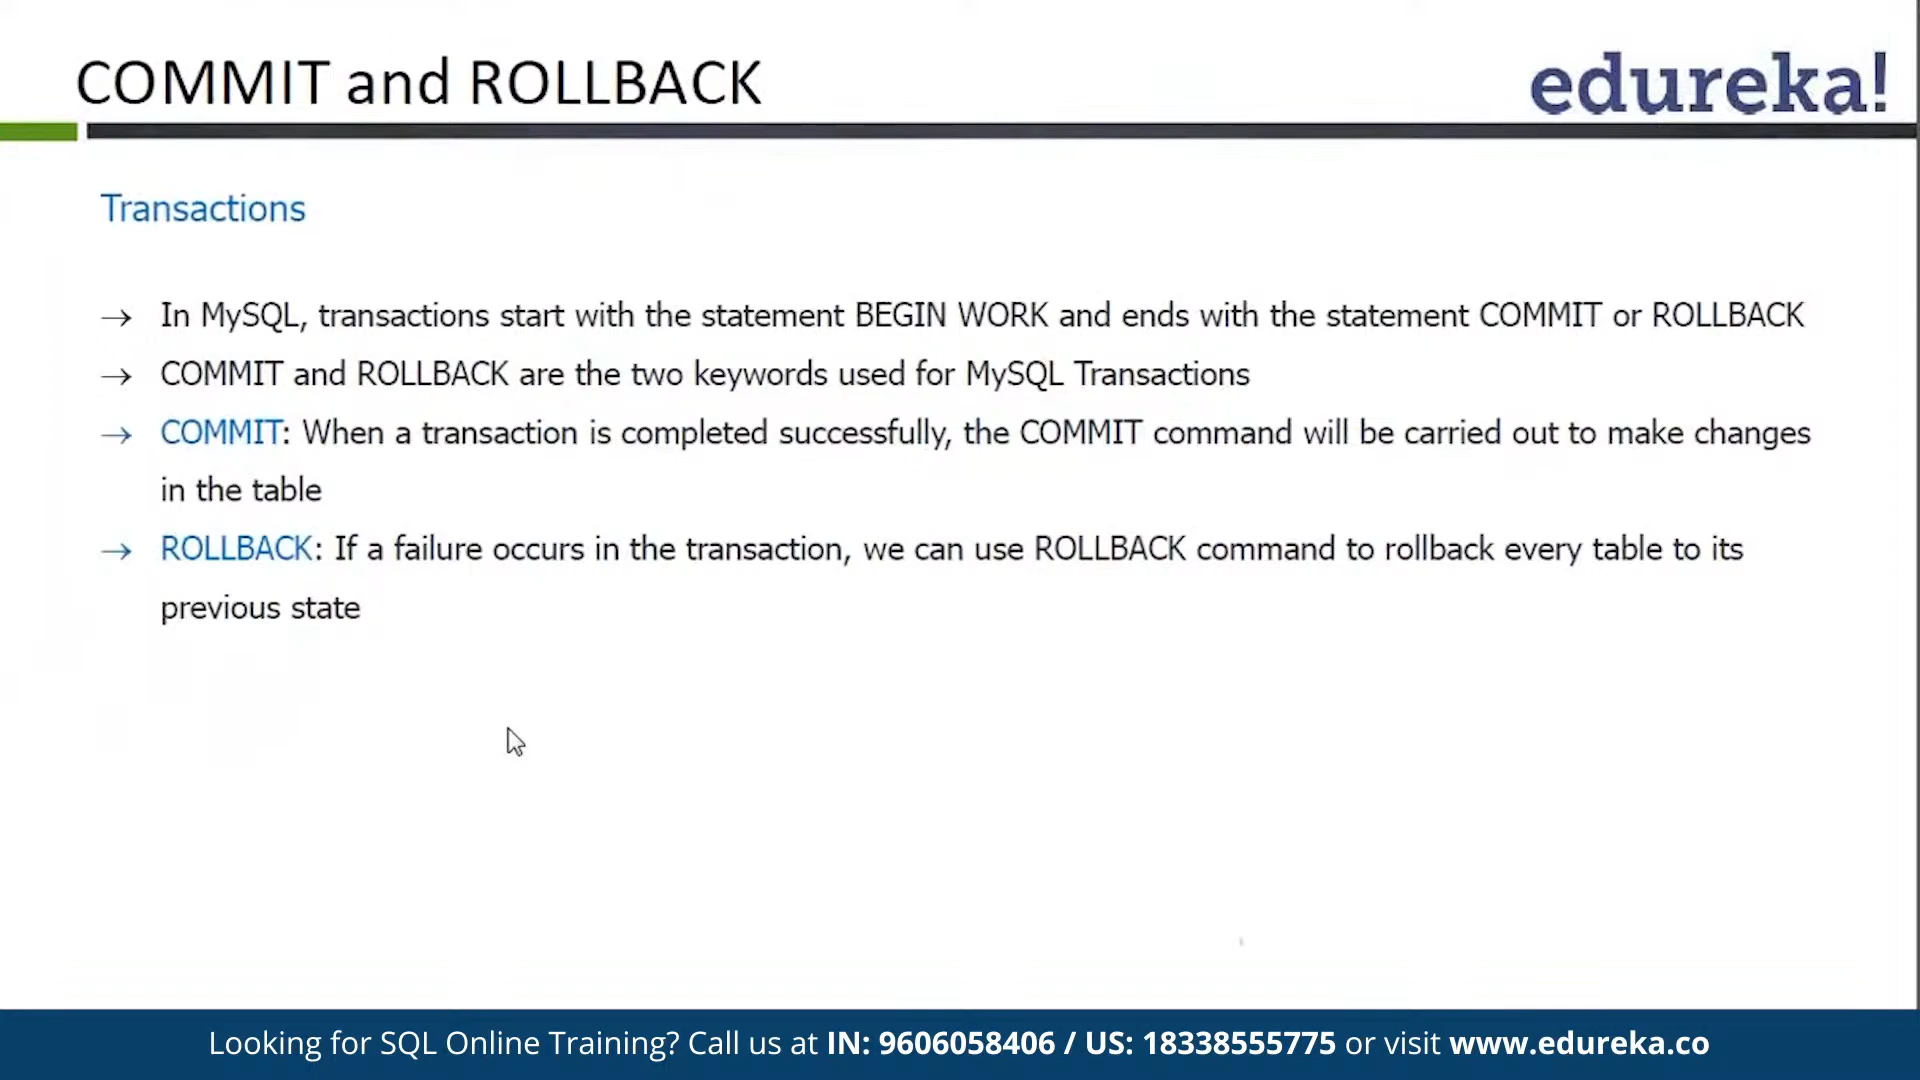 COMMIT and ROLLBACK
edureka!
Transactions
→ In MySQL, transactions start with the statement BEGIN WORK and ends with the statement COMMIT or ROLLBACK
→ COMMIT and ROLLBACK are the two keywords used for MySQL Transactions
→ COMMIT: When a transaction is completed successfully, the COMMIT command will be carried out to make changes
in the table
→ ROLLBACK: If a failure occurs in the transaction, we can use ROLLBACK command to rollback every table to its
previous state
Looking for SQL Online Training? Call us at IN: 9606058406 / US: 18338555775 or visit www.edureka.co